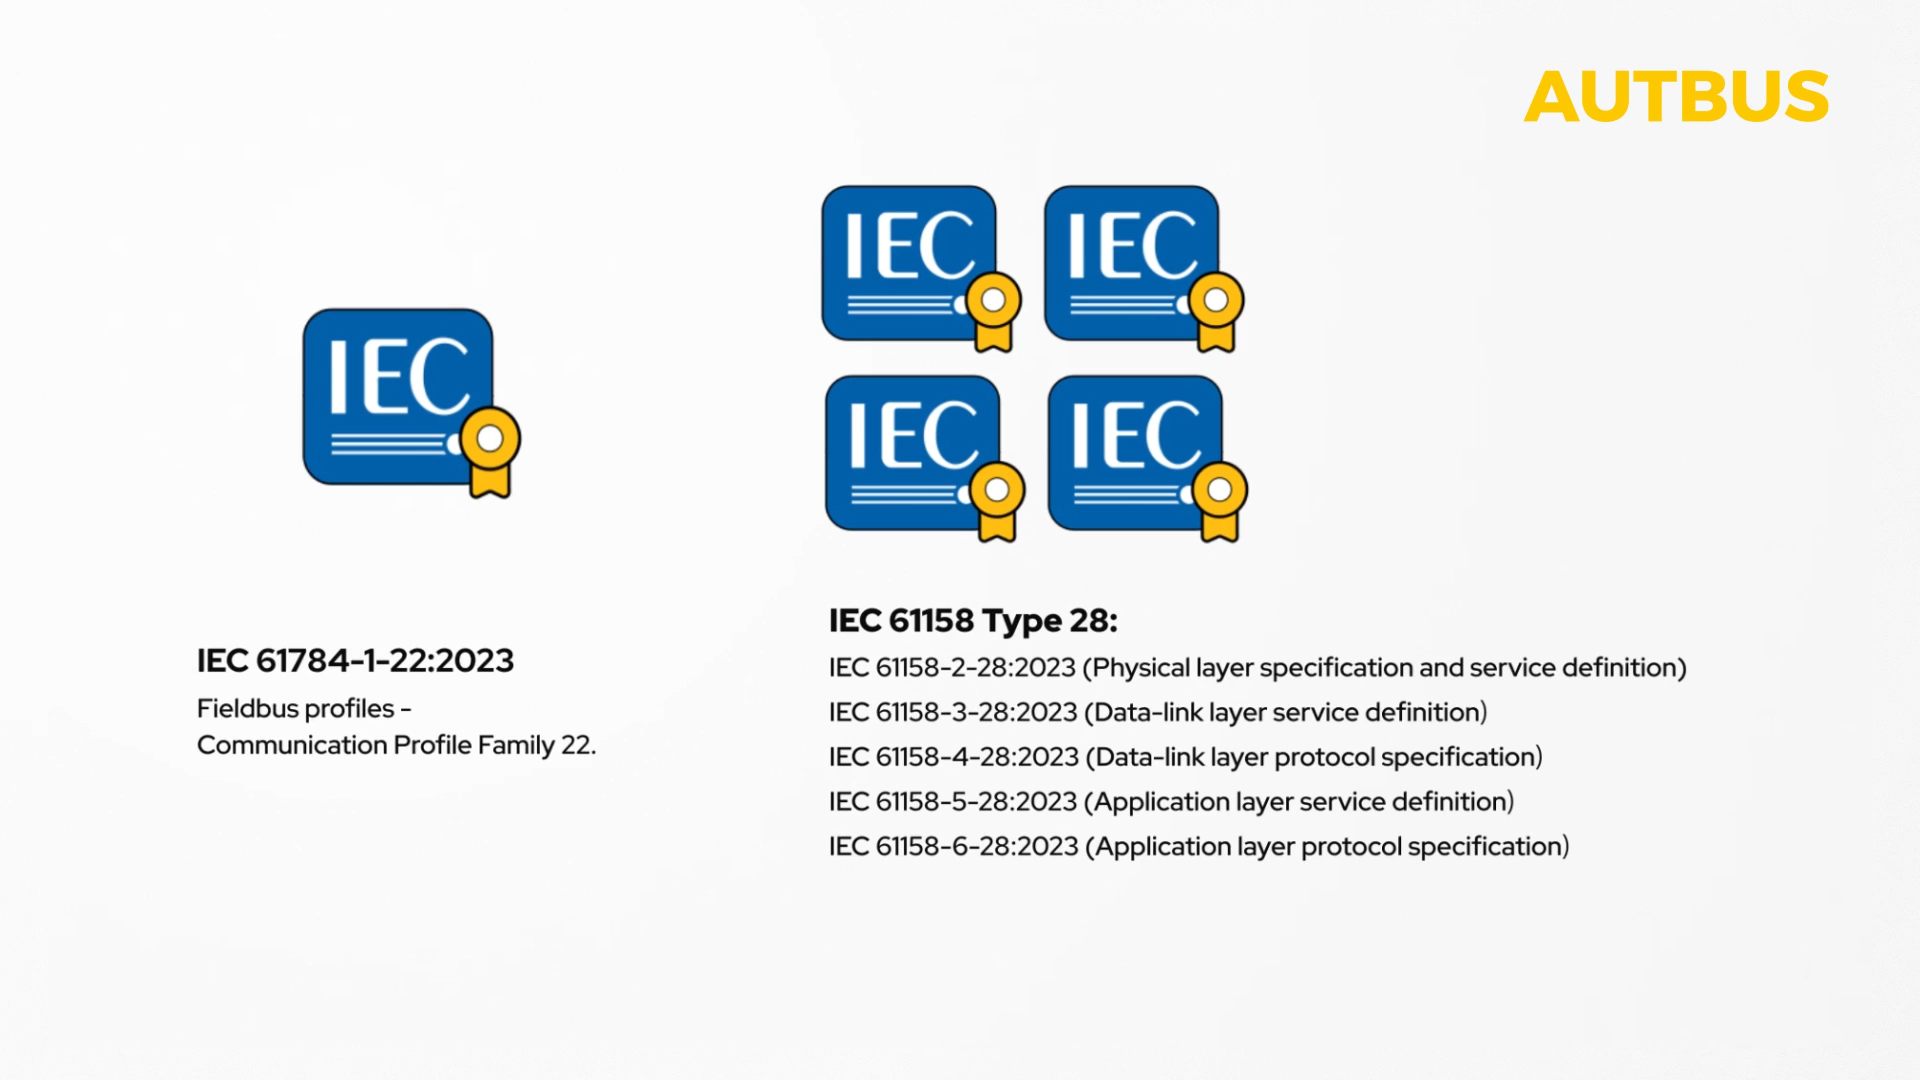 AUTBUS
IEC
IEC
IEC
IEC
IEC
IEC 61784-1-22:2023
Fieldbus profiles -
Communication Profile Family 22.
IEC 61158 Type 28:
IEC 61158-2-28:2023 (Physical layer specification and service definition)
IEC 61158-3-28:2023 (Data-link layer service definition)
IEC 61158-4-28:2023 (Data-link layer protocol specification)
IEC 61158-5-28:2023 (Application layer service definition)
IEC 61158-6-28:2023 (Application layer protocol specification)